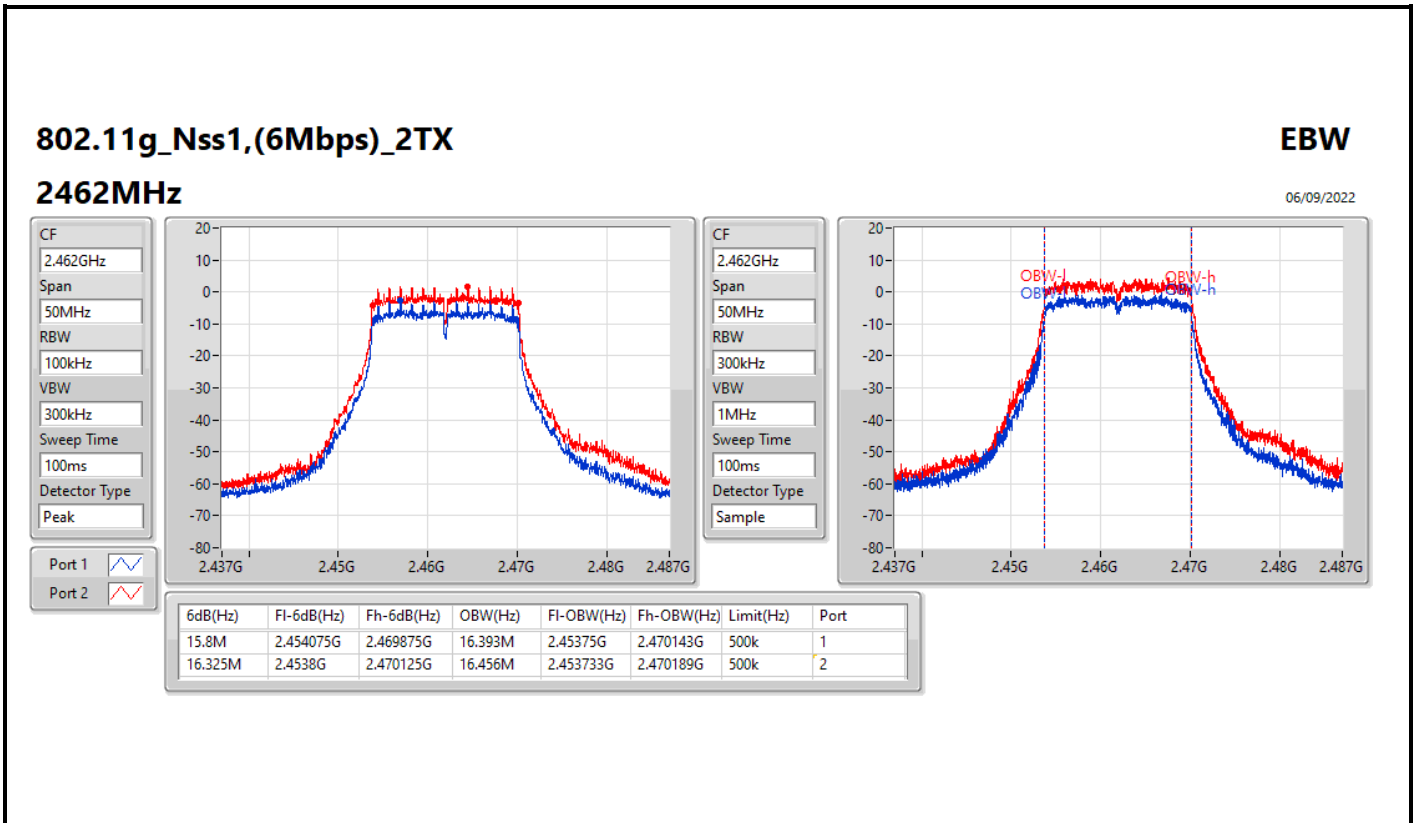 802.11g_Nss1,(6Mbps)_2TX
EBW
2462MHz
06/09/2022
CF
2.462GHz
Span
50MHz
RBW
100kHz
VBW
300kHz
Sweep Time
100ms
Detector Type
Peak
Port 1
Port 2
20
10
0
-10
-20
-30
-40
-50
-60
-70
-80
2.437G 2.45G 2.46G 2.47G 2.48G 2.487G
CF
2.462GHz
Span
50MHz
RBW
300kHz
VBW
1MHz
Sweep Time
100ms
Detector Type
Sample
20
10
0
-10
-20
-30
-40
-50
-60
-70
-80
OBW-l OBW-h
OBW-h
2.437G 2.45G 2.46G 2.47G 2.48G 2.487G
6dB(Hz) Fl-6dB(Hz) Fh-6dB(Hz) OBW(Hz) Fl-OBW(Hz) Fh-OBW(Hz) Limit(Hz) Port
15.8M 2.454075G 2.469875G 16.393M 2.45375G 2.470143G 500k 1
16.325M 2.4538G 2.470125G 16.456M 2.453733G 2.470189G 500k 2